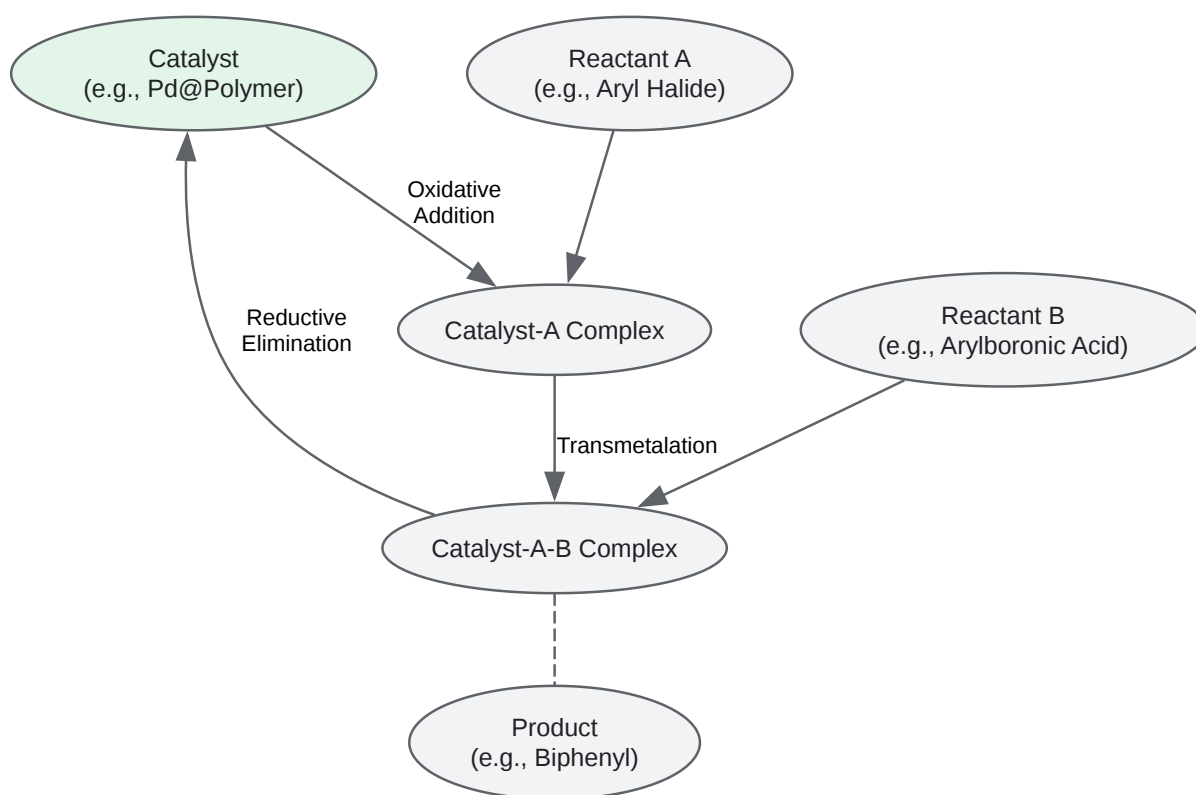 Catalyst
(e.g., Pd@Polymer)
Reactant A
(e.g., Aryl Halide)
Oxidative
Addition
Reductive
Elimination
Catalyst-A Complex
Reactant B
(e.g., Arylboronic Acid)
Transmetalation
Catalyst-A-B Complex
Product
(e.g., Biphenyl)